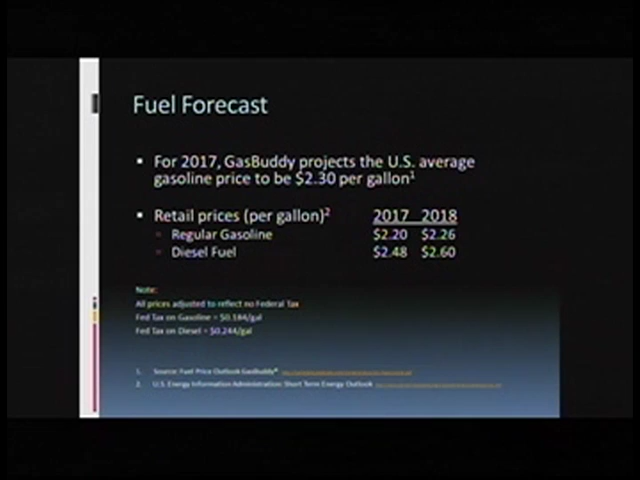 Fuel Forecast
▪ For 2017, GasBuddy projects the U.S. average
gasoline price to be $2.30 per gallon¹
▪ Retail prices (per gallon)² 2017 2018
▫ Regular Gasoline $2.20 $2.26
▫ Diesel Fuel $2.48 $2.60
Note:
All prices adjusted to reflect no Federal Tax
Fed Tax on Gasoline = $0.184/gal
Fed Tax on Diesel = $0.244/gal
1. Source: Fuel Price Outlook GasBuddy®
2. U.S. Energy Information Administration: Short Term Energy Outlook